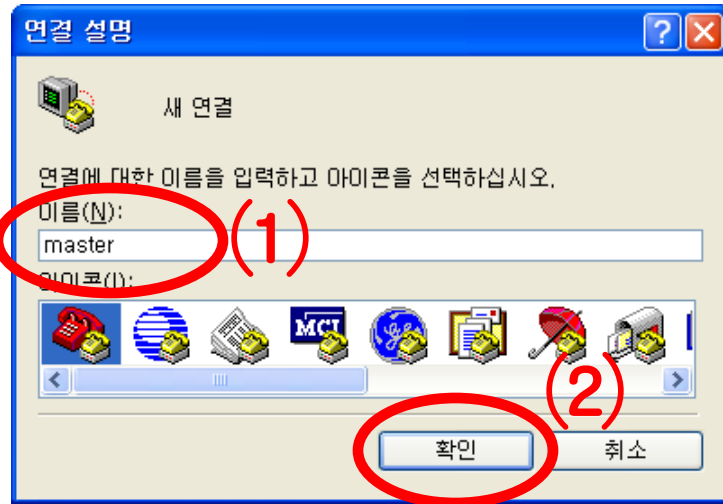 연결 설명
새 연결
연결에 대한 이름을 입력하고 아이콘을 선택하십시오.
이름(N):
(1)
master
아이콘(I):
MCI
(2)
확인
취소